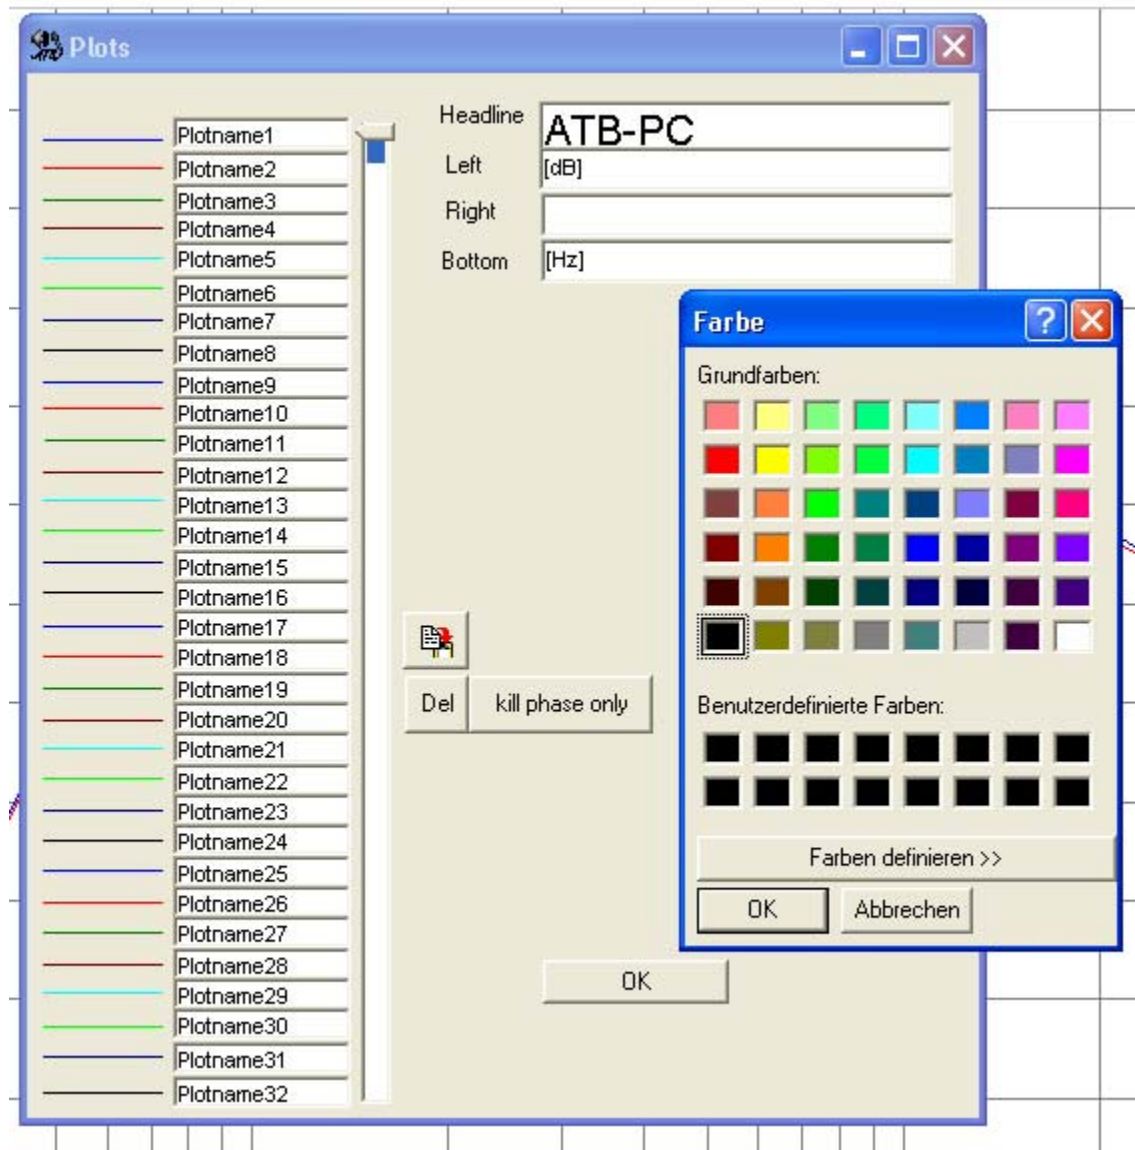 Plots
Plotname1
Plotname2
Plotname3
Plotname4
Plotname5
Plotname6
Plotname7
Plotname8
Plotname9
Plotname10
Plotname11
Plotname12
Plotname13
Plotname14
Plotname15
Plotname16
Plotname17
Plotname18
Plotname19
Plotname20
Plotname21
Plotname22
Plotname23
Plotname24
Plotname25
Plotname26
Plotname27
Plotname28
Plotname29
Plotname30
Plotname31
Plotname32
Headline ATB-PC
Left [dB]
Right
Bottom [Hz]
Del kill phase only
OK
Farbe ?
Grundfarben:
Benutzerdefinierte Farben:
Farben definieren >>
OK Abbrechen